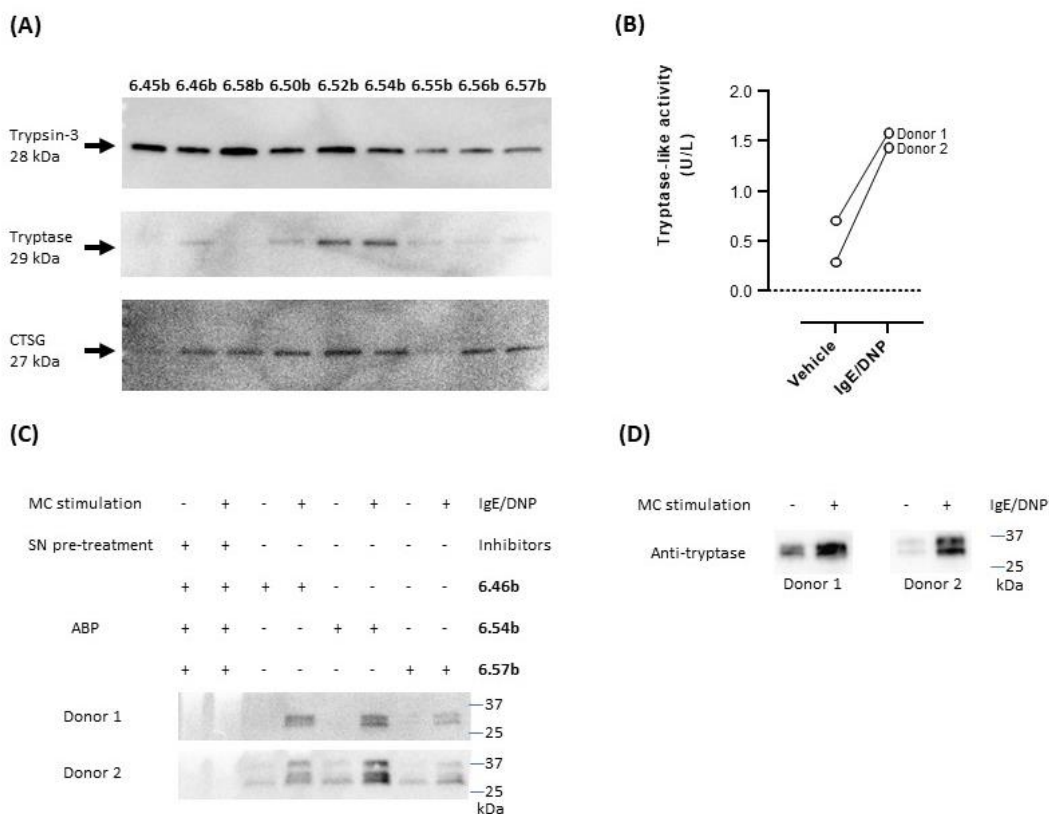 (A)
6.45b 6.46b 6.58b 6.50b 6.52b 6.54b 6.55b 6.56b 6.57b
Trypsin-3
28 kDa
Tryptase
29 kDa
CTSG
27 kDa
(B)
Tryptase-like activity
(U/L)
2.0
1.5
1.0
0.5
0.0
Donor 1
Donor 2
Vehicle
IgE/DNP
(C)
MC stimulation - + - + - + - + IgE/DNP
SN pre-treatment + + - - - - - - Inhibitors
+ + + + - - - - 6.46b
ABP + + - - + + - - 6.54b
+ + - - - - + + 6.57b
Donor 1
37
25
Donor 2
37
25
kDa
(D)
MC stimulation - + - + IgE/DNP
Anti-tryptase
37
25
Donor 1 Donor 2 kDa